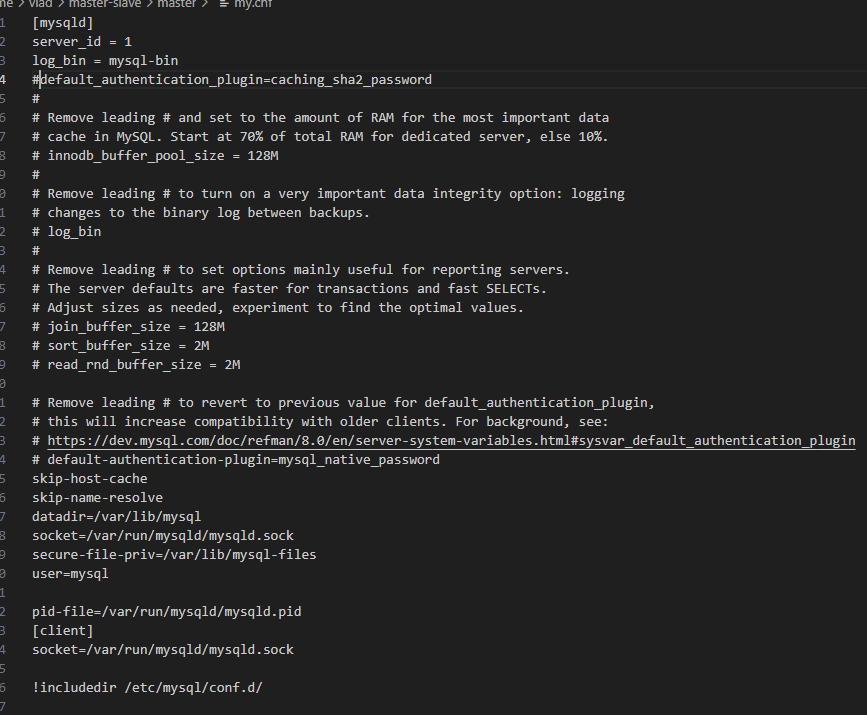 me > vlad > master-slave > master > my.cnf
1 [mysqld]
2 server_id = 1
3 log_bin = mysql-bin
4 #default_authentication_plugin=caching_sha2_password
5 #
6 # Remove leading # and set to the amount of RAM for the most important data
7 # cache in MySQL. Start at 70% of total RAM for dedicated server, else 10%.
8 # innodb_buffer_pool_size = 128M
9 #
0 # Remove leading # to turn on a very important data integrity option: logging
1 # changes to the binary log between backups.
2 # log_bin
3 #
4 # Remove leading # to set options mainly useful for reporting servers.
5 # The server defaults are faster for transactions and fast SELECTs.
6 # Adjust sizes as needed, experiment to find the optimal values.
7 # join_buffer_size = 128M
8 # sort_buffer_size = 2M
9 # read_rnd_buffer_size = 2M
0
1 # Remove leading # to revert to previous value for default_authentication_plugin,
2 # this will increase compatibility with older clients. For background, see:
3 # https://dev.mysql.com/doc/refman/8.0/en/server-system-variables.html#sysvar_default_authentication_plugin
4 # default-authentication-plugin=mysql_native_password
5 skip-host-cache
6 skip-name-resolve
7 datadir=/var/lib/mysql
8 socket=/var/run/mysqld/mysqld.sock
9 secure-file-priv=/var/lib/mysql-files
0 user=mysql
1
2 pid-file=/var/run/mysqld/mysqld.pid
3 [client]
4 socket=/var/run/mysqld/mysqld.sock
5
6 !includedir /etc/mysql/conf.d/
7